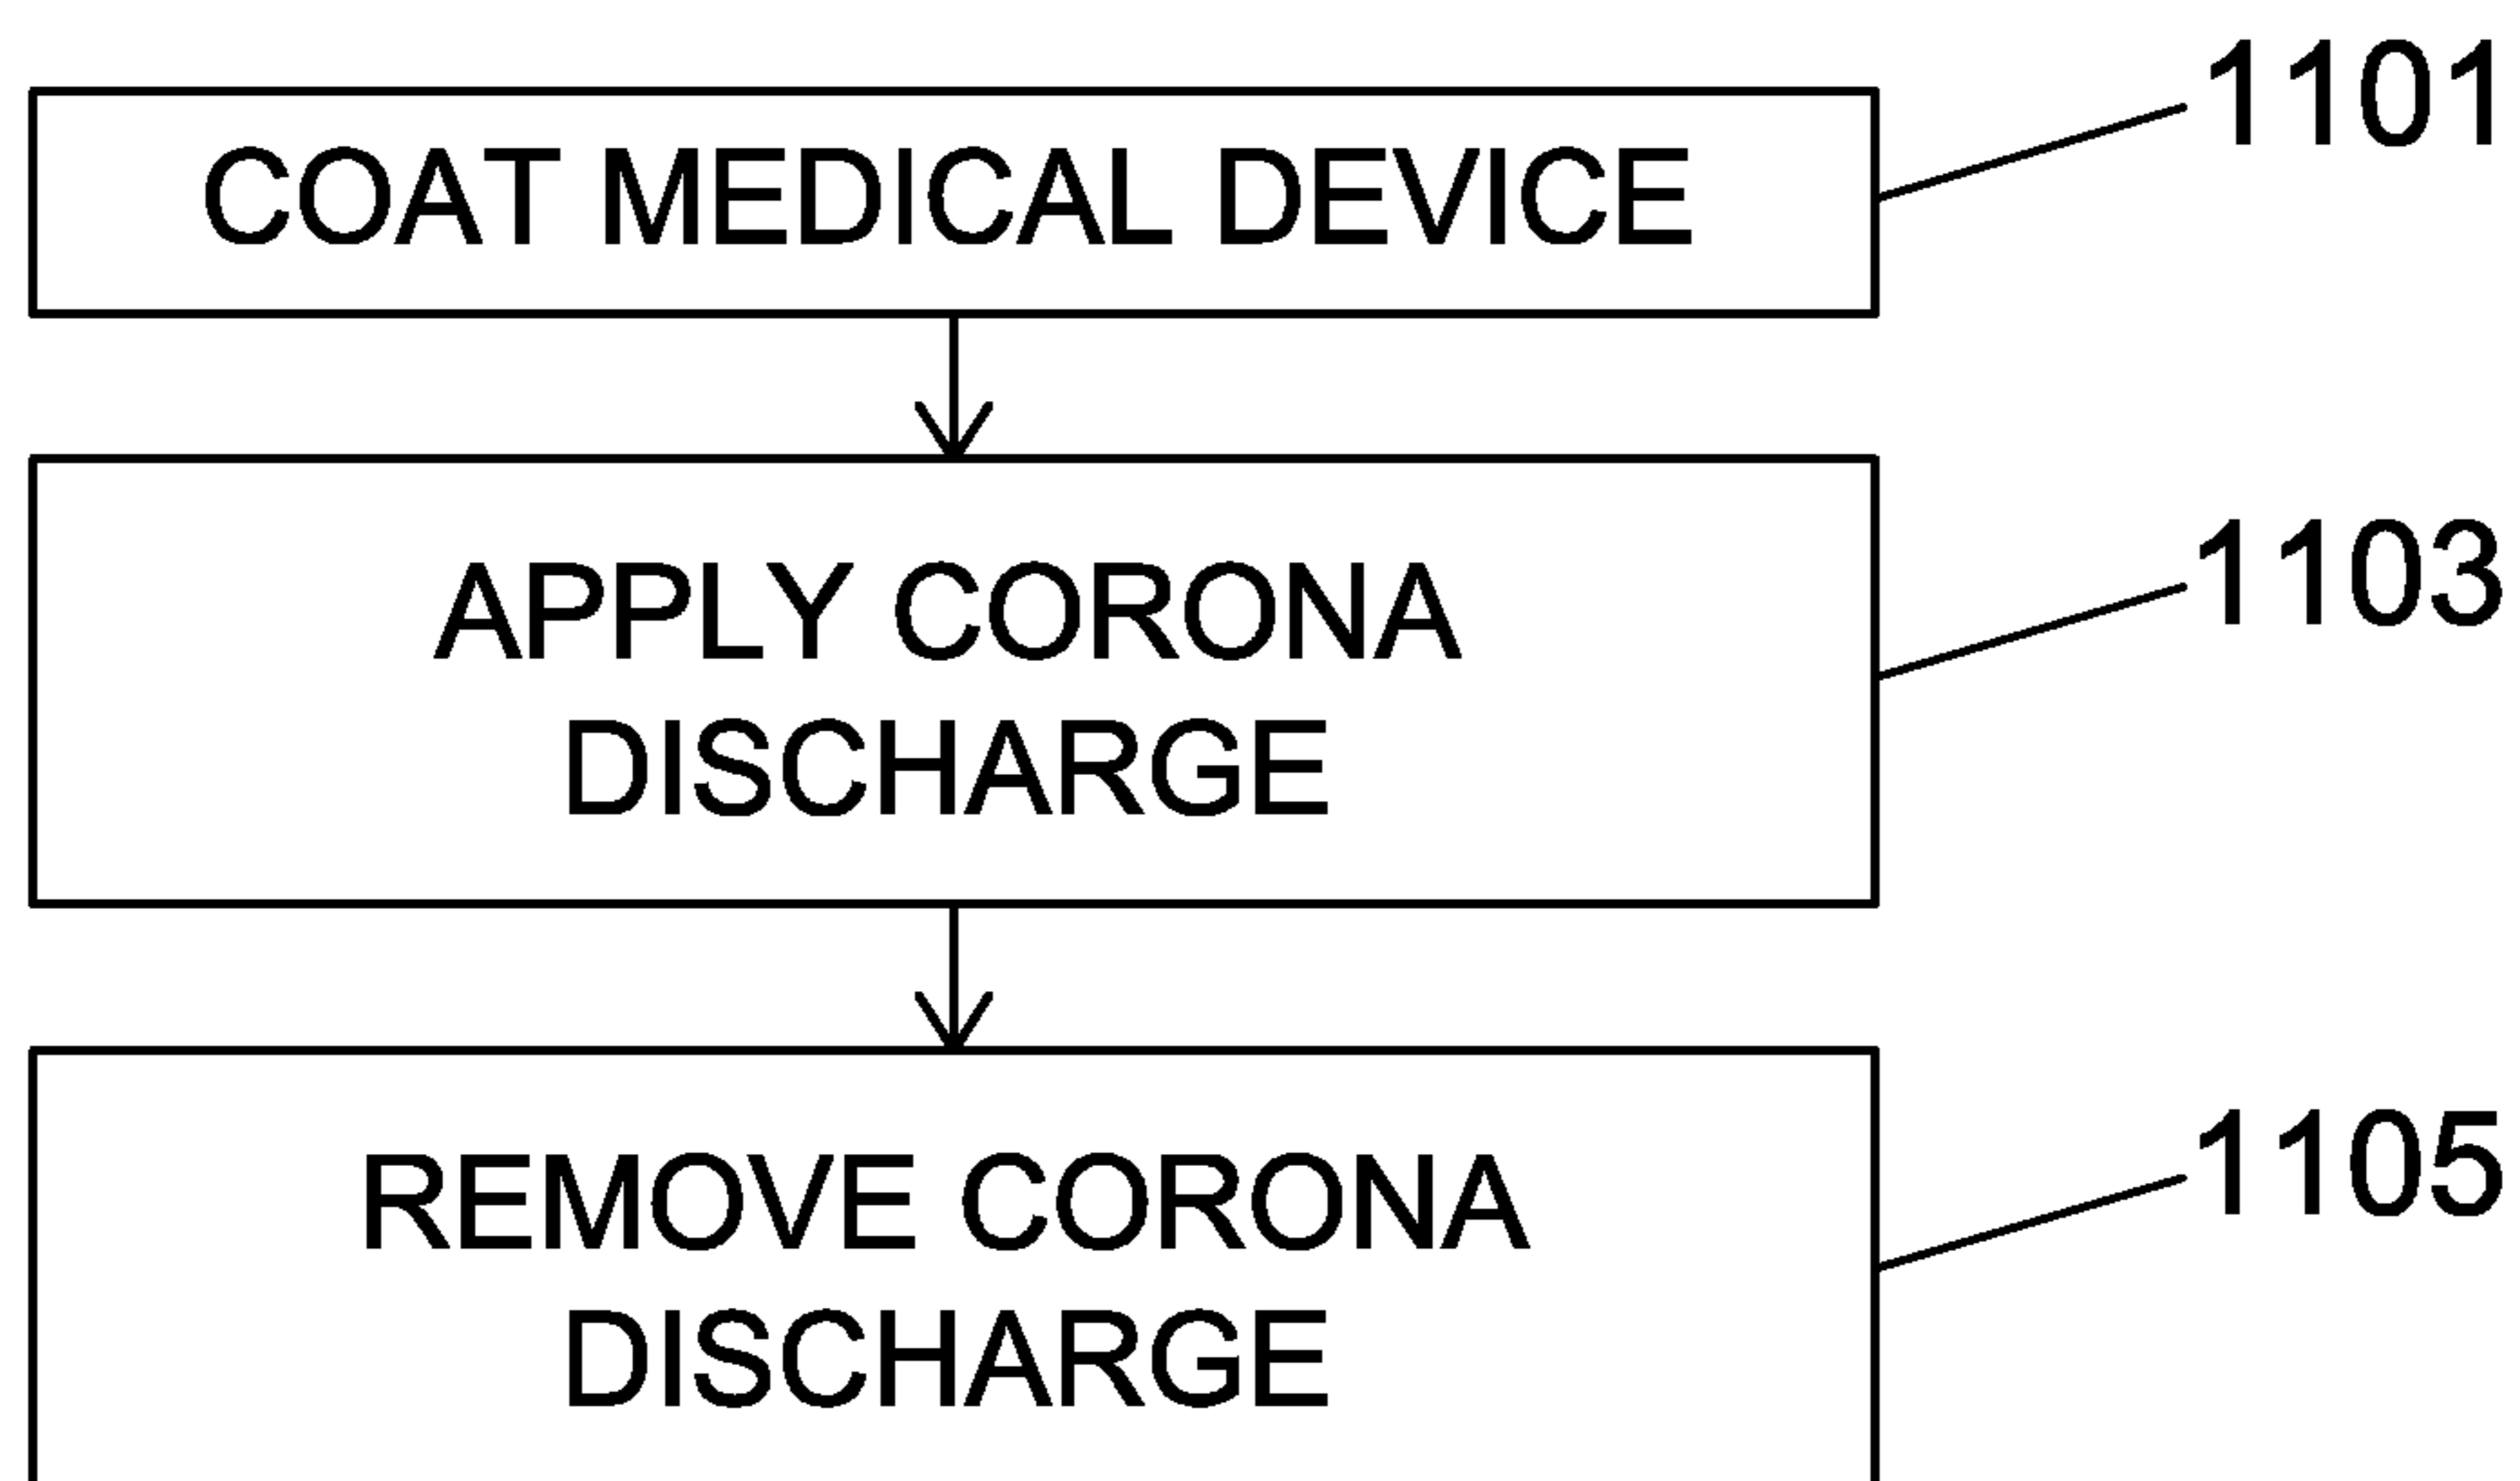 1101
COAT MEDICAL DEVICE
1103
APPLY CORONA
DISCHARGE
1105
REMOVE CORONA
DISCHARGE